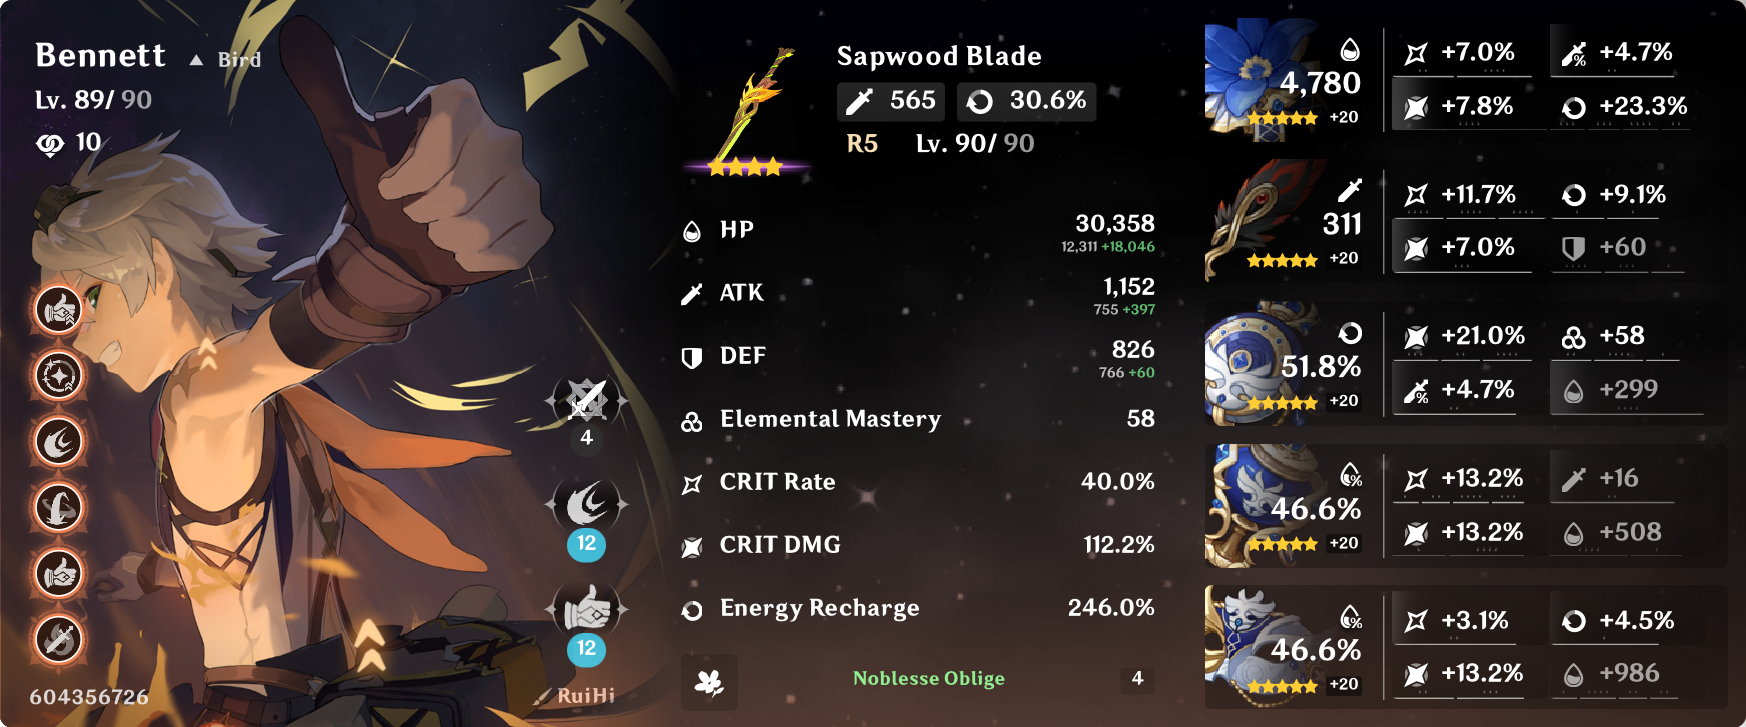 Bennett ▲ Bird
Lv. 89/ 90
10
4
12
12
604356726
RuiHi
Sapwood Blade
565 30.6%
R5 Lv. 90/ 90
HP 30,358
12,311 +18,046
ATK 1,152
755 +397
DEF 826
766 +60
Elemental Mastery 58
CRIT Rate 40.0%
CRIT DMG 112.2%
Energy Recharge 246.0%
Noblesse Oblige 4
4,780
+20
+7.0% +4.7%
+7.8% +23.3%
311
+20
+11.7% +9.1%
+7.0% +60
51.8%
+20
+21.0% +58
+4.7% +299
46.6%
+20
+13.2% +16
+13.2% +508
46.6%
+20
+3.1% +4.5%
+13.2% +986